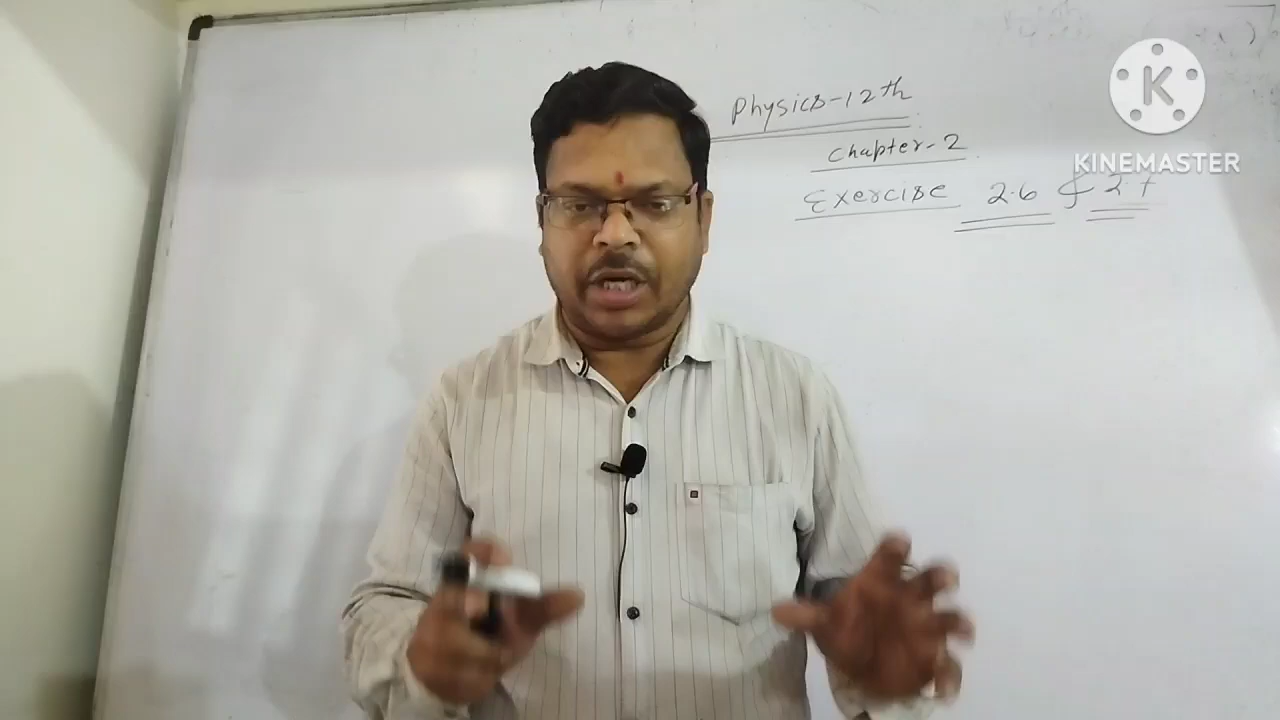 Physics-12th
Chapter-2
Exercise 2.6 & 2.7
K
KINEMASTER